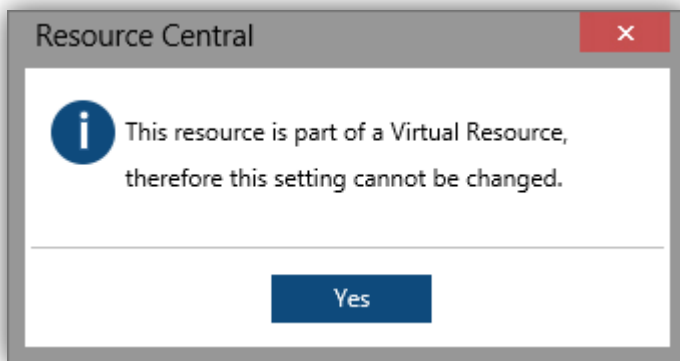 Resource Central
This resource is part of a Virtual Resource,
therefore this setting cannot be changed.
Yes